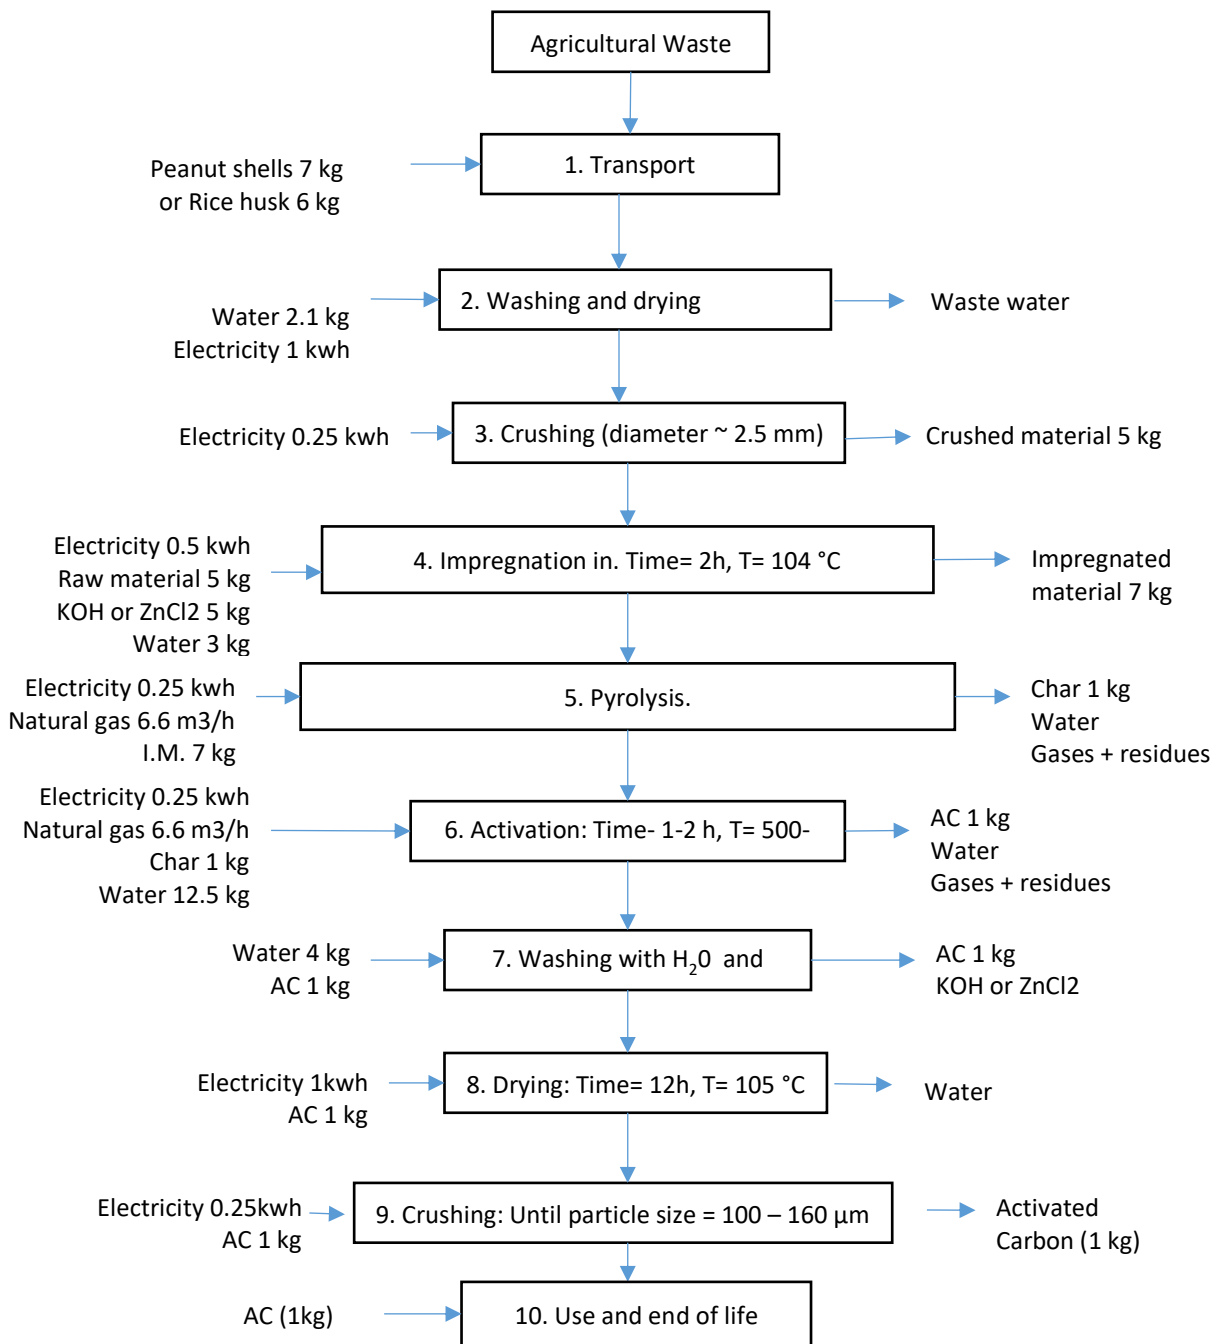 Agricultural Waste
Peanut shells 7 kg
or Rice husk 6 kg
1. Transport
Water 2.1 kg
Electricity 1 kwh
2. Washing and drying
Waste water
Electricity 0.25 kwh
3. Crushing (diameter ~ 2.5 mm)
Crushed material 5 kg
Electricity 0.5 kwh
Raw material 5 kg
KOH or ZnCl2 5 kg
Water 3 kg
4. Impregnation in. Time= 2h, T= 104 °C
Impregnated
material 7 kg
Electricity 0.25 kwh
Natural gas 6.6 m3/h
I.M. 7 kg
5. Pyrolysis.
Char 1 kg
Water
Gases + residues
Electricity 0.25 kwh
Natural gas 6.6 m3/h
Char 1 kg
Water 12.5 kg
6. Activation: Time- 1-2 h, T= 500-
AC 1 kg
Water
Gases + residues
Water 4 kg
AC 1 kg
7. Washing with H₂0 and
AC 1 kg
KOH or ZnCl2
Electricity 1kwh
AC 1 kg
8. Drying: Time= 12h, T= 105 °C
Water
Electricity 0.25kwh
AC 1 kg
9. Crushing: Until particle size = 100 – 160 µm
Activated
Carbon (1 kg)
AC (1kg)
10. Use and end of life